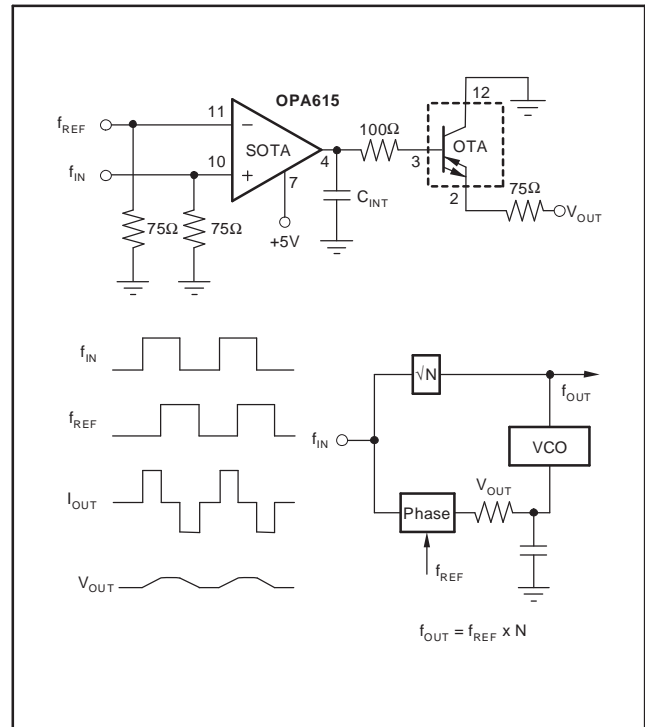 OPA615
12
f_REF
11
−
100Ω
SOTA
OTA
f_IN
10
+
4
3
7
C_INT
2
75Ω
V_OUT
75Ω
75Ω
+5V
f_IN
√N
f_OUT
f_REF
f_IN
VCO
V_OUT
I_OUT
Phase
V_OUT
f_REF
f_OUT = f_REF x N